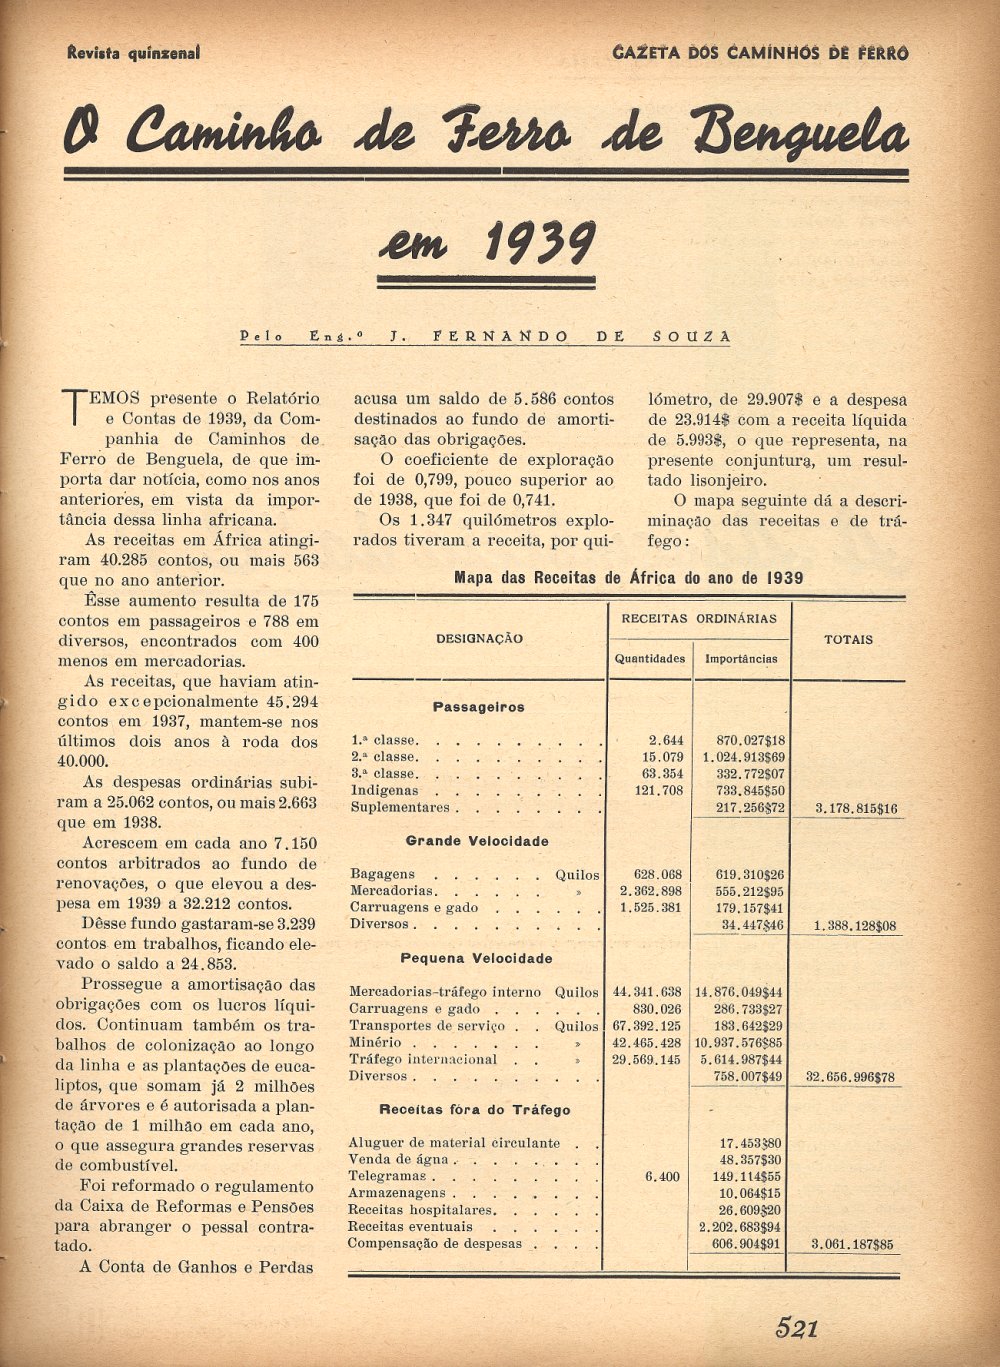 Revista quinzenal
GAZETA DOS CAMINHOS DE FERRO
O Caminho de Ferro de Benguela
em 1939
Pelo Eng.º J. FERNANDO DE SOUZA
TEMOS presente o Relatório
e Contas de 1939, da Com-
panhia de Caminhos de
Ferro de Benguela, de que im-
porta dar notícia, como nos anos
anteriores, em vista da impor-
tância dessa linha africana.
As receitas em África atingi-
ram 40.285 contos, ou mais 563
que no ano anterior.
Êsse aumento resulta de 175
contos em passageiros e 788 em
diversos, encontrados com 400
menos em mercadorias.
As receitas, que haviam atin-
gido excepcionalmente 45.294
contos em 1937, mantem-se nos
últimos dois anos à roda dos
40.000.
As despesas ordinárias subi-
ram a 25.062 contos, ou mais 2.663
que em 1938.
Acrescem em cada ano 7.150
contos arbitrados ao fundo de
renovações, o que elevou a des-
pesa em 1939 a 32.212 contos.
Dêsse fundo gastaram-se 3.239
contos em trabalhos, ficando ele-
vado o saldo a 24.853.
Prossegue a amortisação das
obrigações com os lucros líqui-
dos. Continuam também os tra-
balhos de colonização ao longo
da linha e as plantações de euca-
liptos, que somam já 2 milhões
de árvores e é autorisada a plan-
tação de 1 milhão em cada ano,
o que assegura grandes reservas
de combustível.
Foi reformado o regulamento
da Caixa de Reformas e Pensões
para abranger o pessal contra-
tado.
A Conta de Ganhos e Perdas
acusa um saldo de 5.586 contos
destinados ao fundo de amorti-
sação das obrigações.
O coeficiente de exploração
foi de 0,799, pouco superior ao
de 1938, que foi de 0,741.
Os 1.347 quilómetros explo-
rados tiveram a receita, por qui-
lómetro, de 29.907$ e a despesa
de 23.914$ com a receita líquida
de 5.993$, o que representa, na
presente conjuntura, um resul-
tado lisonjeiro.
O mapa seguinte dá a descri-
minação das receitas e de trá-
fego:
Mapa das Receitas de África do ano de 1939
DESIGNAÇÃO RECEITAS ORDINÁRIAS TOTAIS
Quantidades Importâncias
Passageiros
1.ª classe. . . . . . . . . . 2.644 870.027$18
2.ª classe. . . . . . . . . . 15.079 1.024.913$69
3.ª classe. . . . . . . . . . 63.354 332.772$07
Indígenas . . . . . . . . . 121.708 733.845$50
Suplementares . . . . . . . . 217.256$72 3.178.815$16
Grande Velocidade
Bagagens . . . . . . Quilos 628.068 619.310$26
Mercadorias. . . . . . » 2.362.898 555.212$95
Carruagens e gado . . . . . . 1.525.381 179.157$41
Diversos . . . . . . . . . . 34.447$46 1.388.128$08
Pequena Velocidade
Mercadorias-tráfego interno Quilos 44.341.638 14.876.049$44
Carruagens e gado . . . . . . 830.026 286.733$27
Transportes de serviço . . Quilos 67.392.125 183.642$29
Minério . . . . . . . » 42.465.428 10.937.576$85
Tráfego internacional . . » 29.569.145 5.614.987$44
Diversos . . . . . . . . . . 758.007$49 32.656.996$78
Receitas fóra do Tráfego
Aluguer de material circulante . . 17.453$80
Venda de água . . . . . . . . 48.357$30
Telegramas . . . . . . . . . 6.400 149.114$55
Armazenagens . . . . . . . . 10.064$15
Receitas hospitalares. . . . . . 26.609$20
Receitas eventuais . . . . . . 2.202.683$94
Compensação de despesas . . . . 606.904$91 3.061.187$85
521